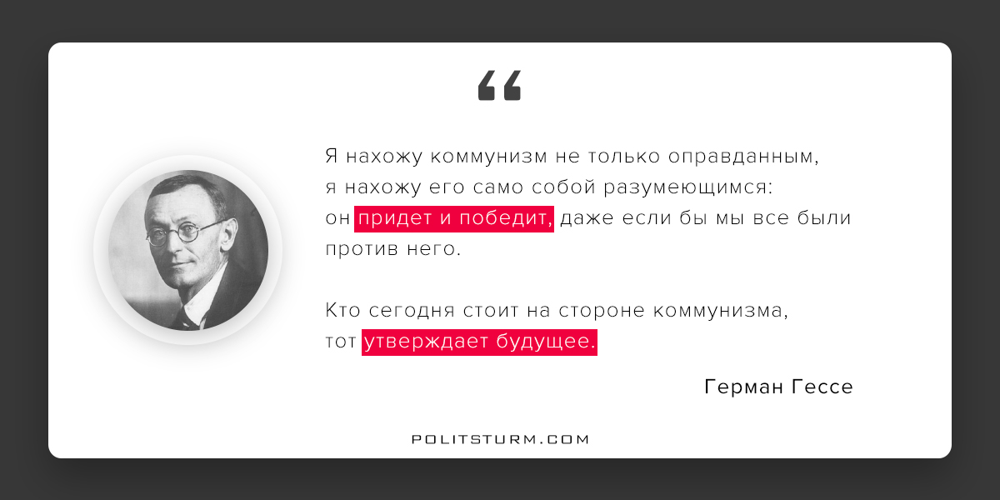 “
Я нахожу коммунизм не только оправданным,
я нахожу его само собой разумеющимся:
он придет и победит, даже если бы мы все были
против него.
Кто сегодня стоит на стороне коммунизма,
тот утверждает будущее.
Герман Гессе
POLITSTURM.COM